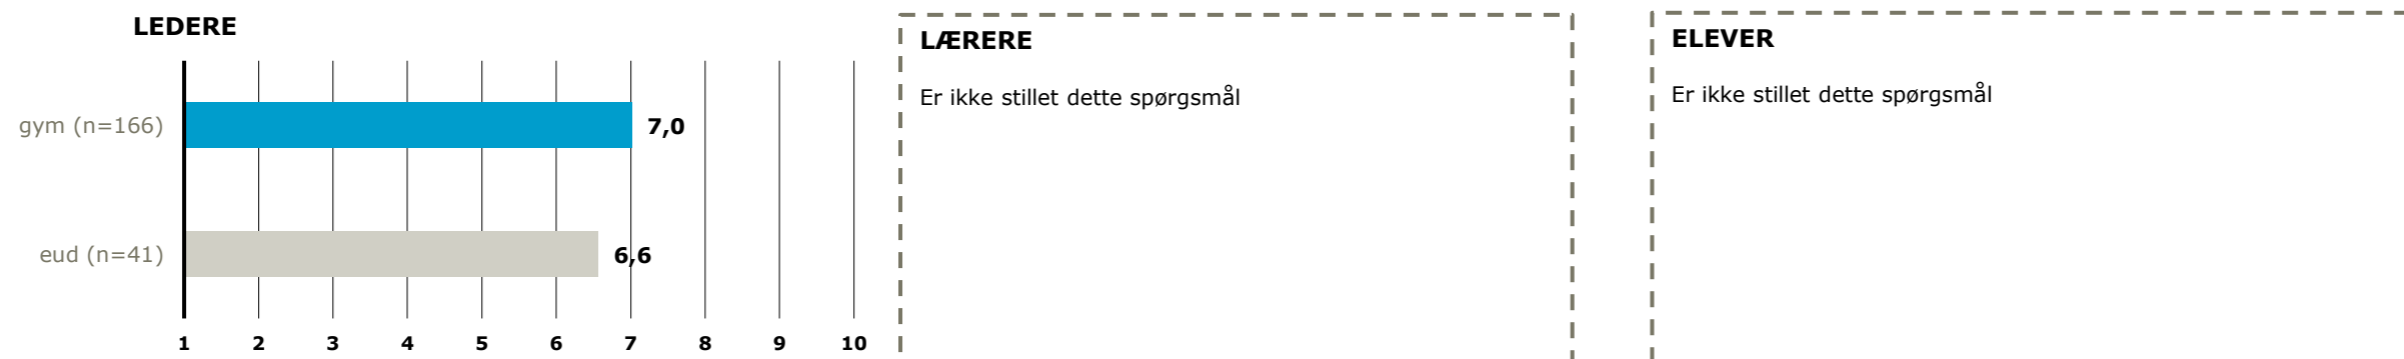 LEDERE
gym (n=166)
7,0
eud (n=41)
6,6
1 2 3 4 5 6 7 8 9 10
LÆRERE
Er ikke stillet dette spørgsmål
ELEVER
Er ikke stillet dette spørgsmål